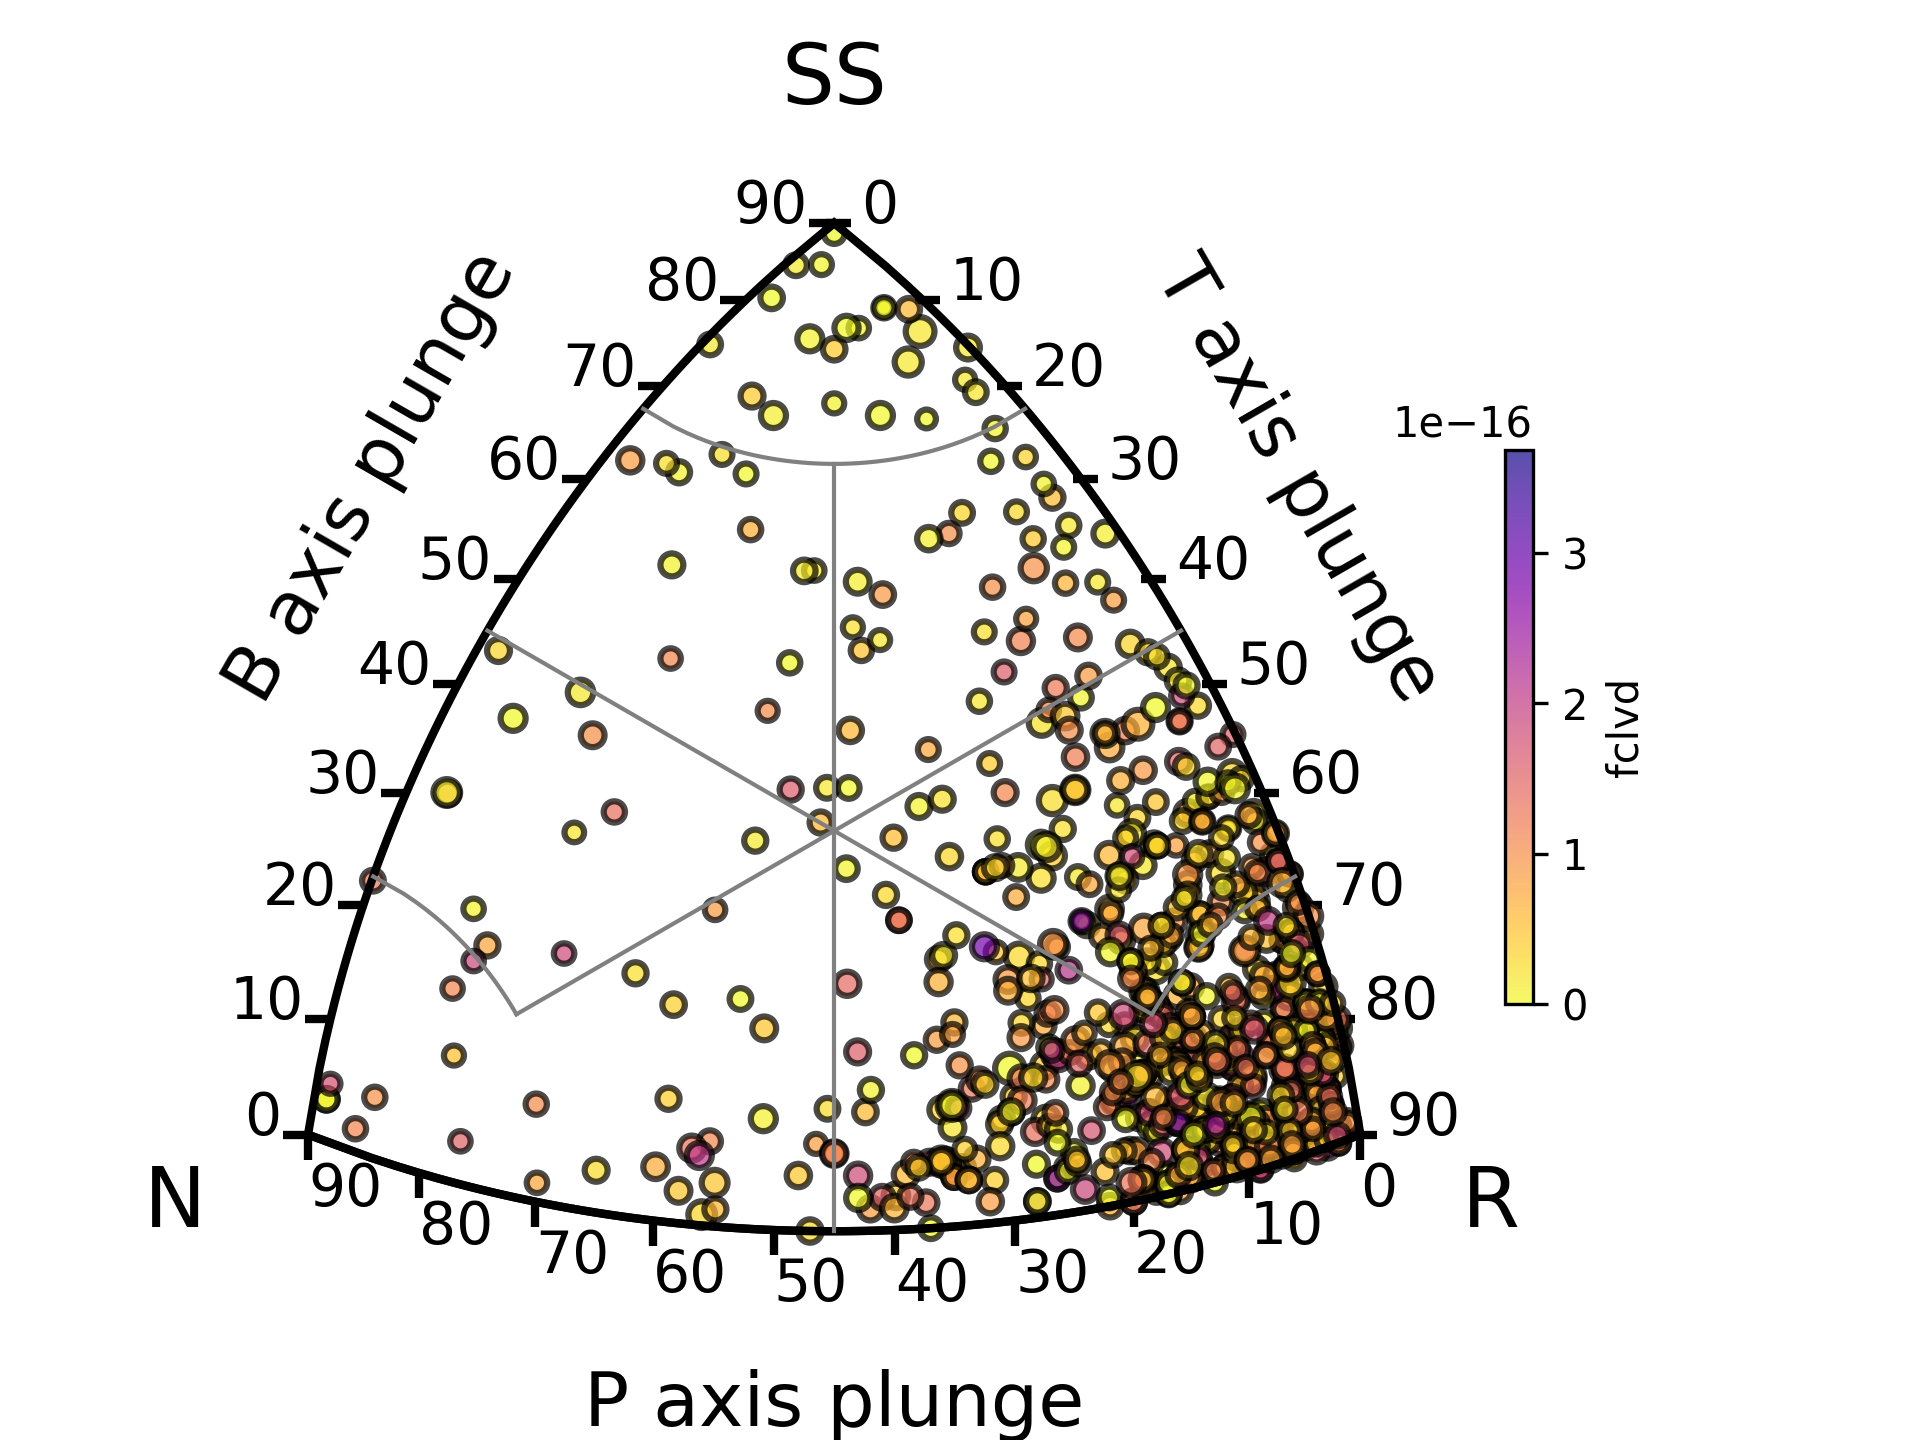 SS
90 0
80 10
70 20
60 30
50 40
40 50
30 60
20 70
10 80
0 90
B axis plunge
T axis plunge
N
R
90 80 70 60 50 40 30 20 10 0
P axis plunge
1e−16
3
2
1
0
fclvd